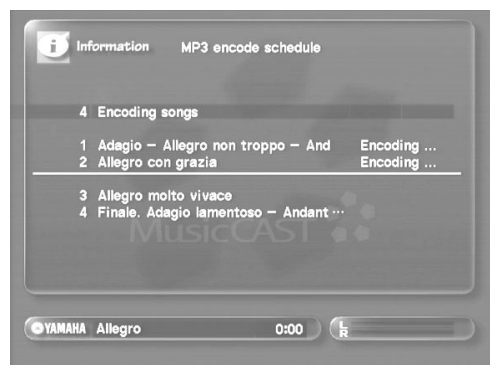 i Information MP3 encode schedule
4 Encoding songs
1 Adagio – Allegro non troppo – And Encoding ...
2 Allegro con grazia Encoding ...
3 Allegro molto vivace
4 Finale. Adagio lamentoso – Andant ...
MusicCAST
YAMAHA Allegro 0:00 L
R